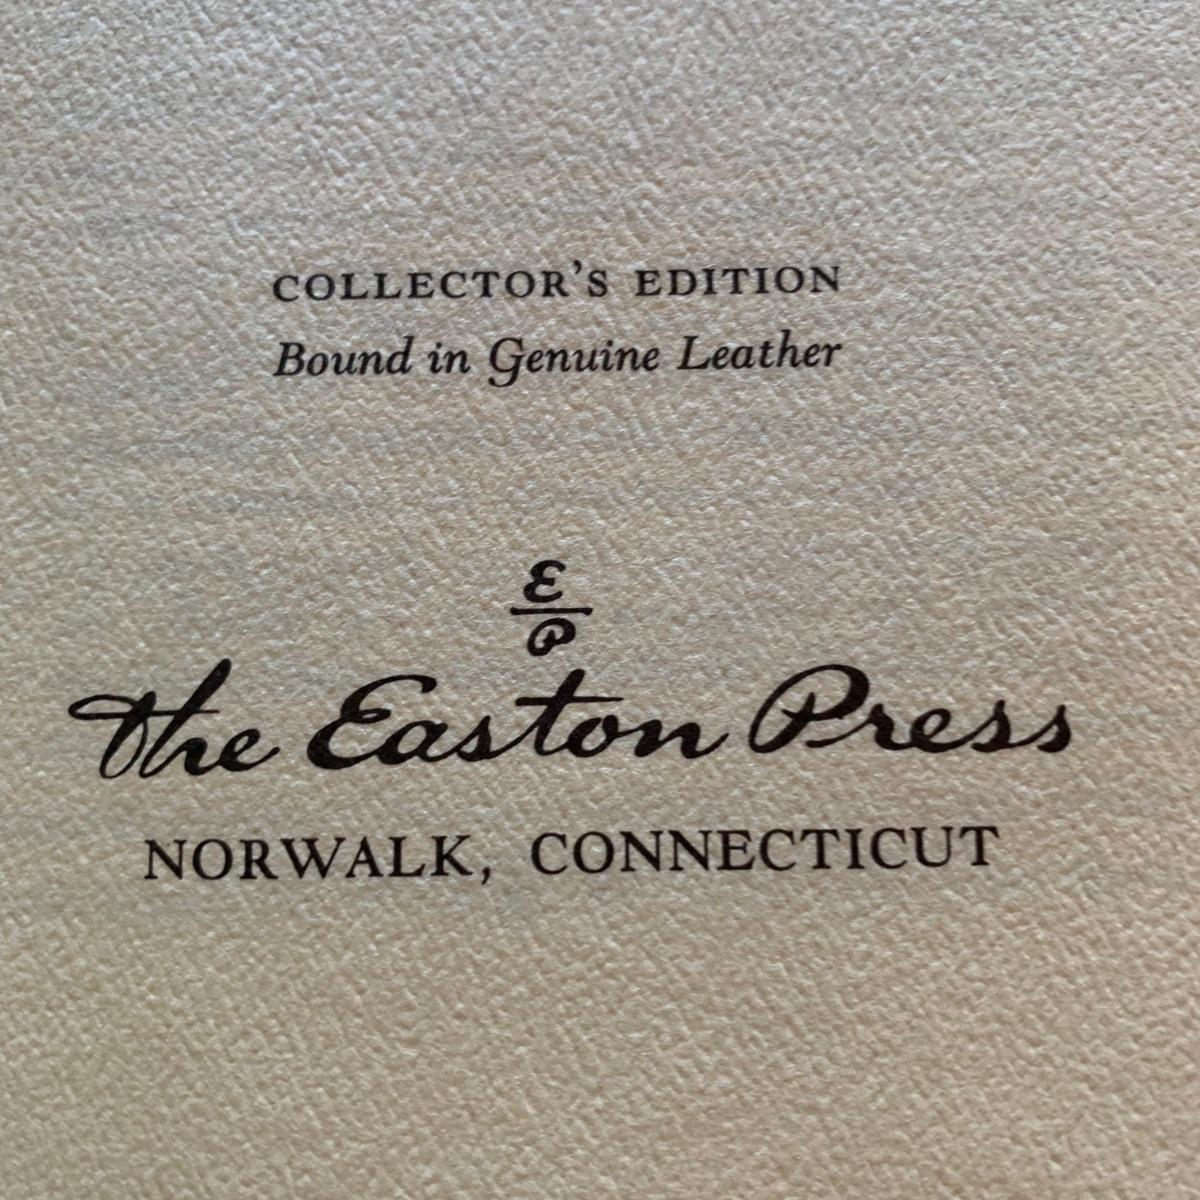 COLLECTOR'S EDITION
Bound in Genuine Leather
E
P
The Easton Press
NORWALK, CONNECTICUT